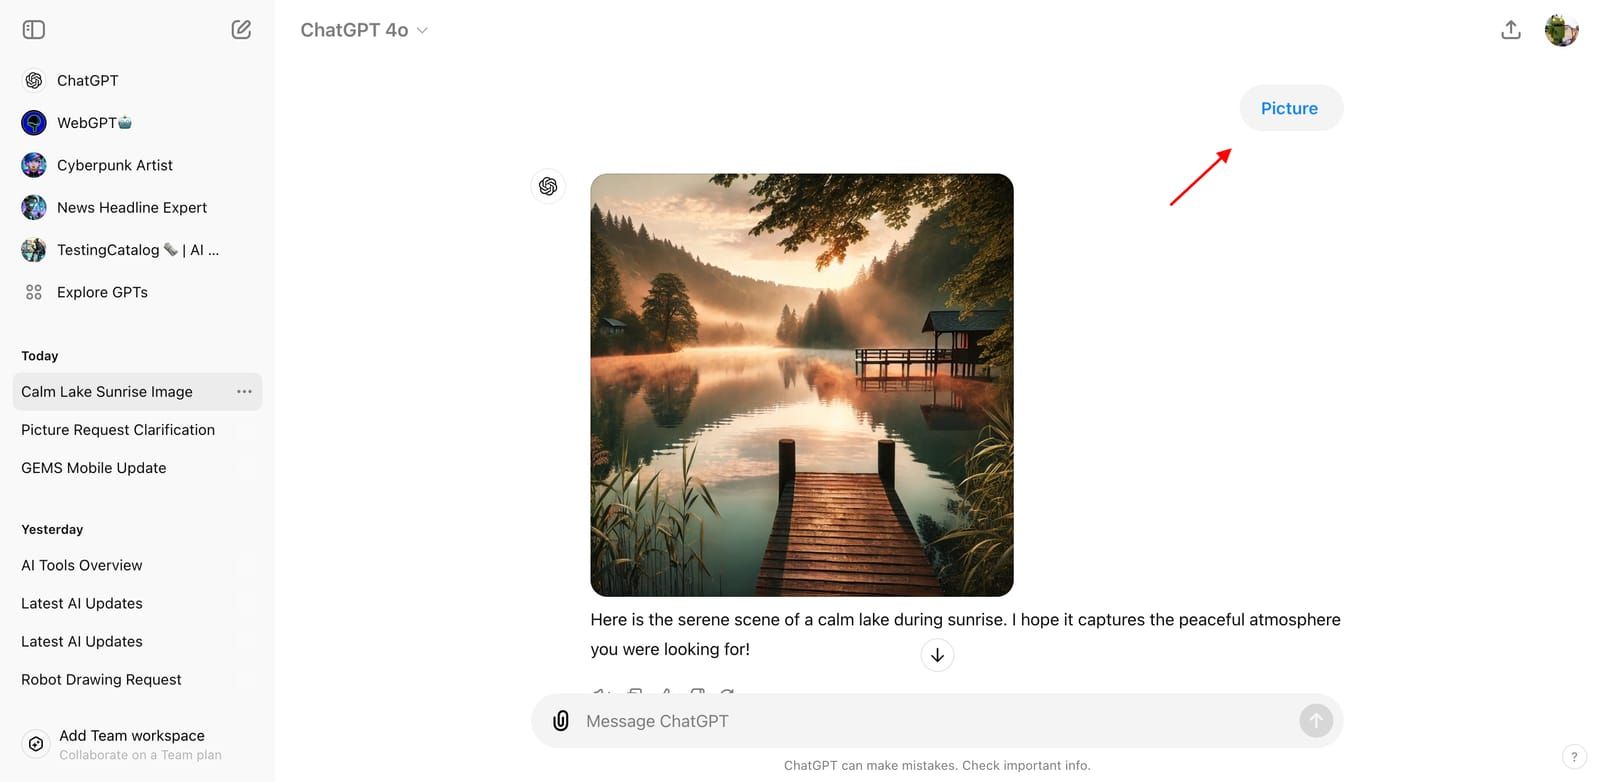 ChatGPT
WebGPT🤖
Cyberpunk Artist
News Headline Expert
TestingCatalog 🗞️ | AI ...
Explore GPTs
Today
Calm Lake Sunrise Image
Picture Request Clarification
GEMS Mobile Update
Yesterday
AI Tools Overview
Latest AI Updates
Latest AI Updates
Robot Drawing Request
Add Team workspace
Collaborate on a Team plan
ChatGPT 4o
Picture
Here is the serene scene of a calm lake during sunrise. I hope it captures the peaceful atmosphere
you were looking for!
Message ChatGPT
ChatGPT can make mistakes. Check important info.
?